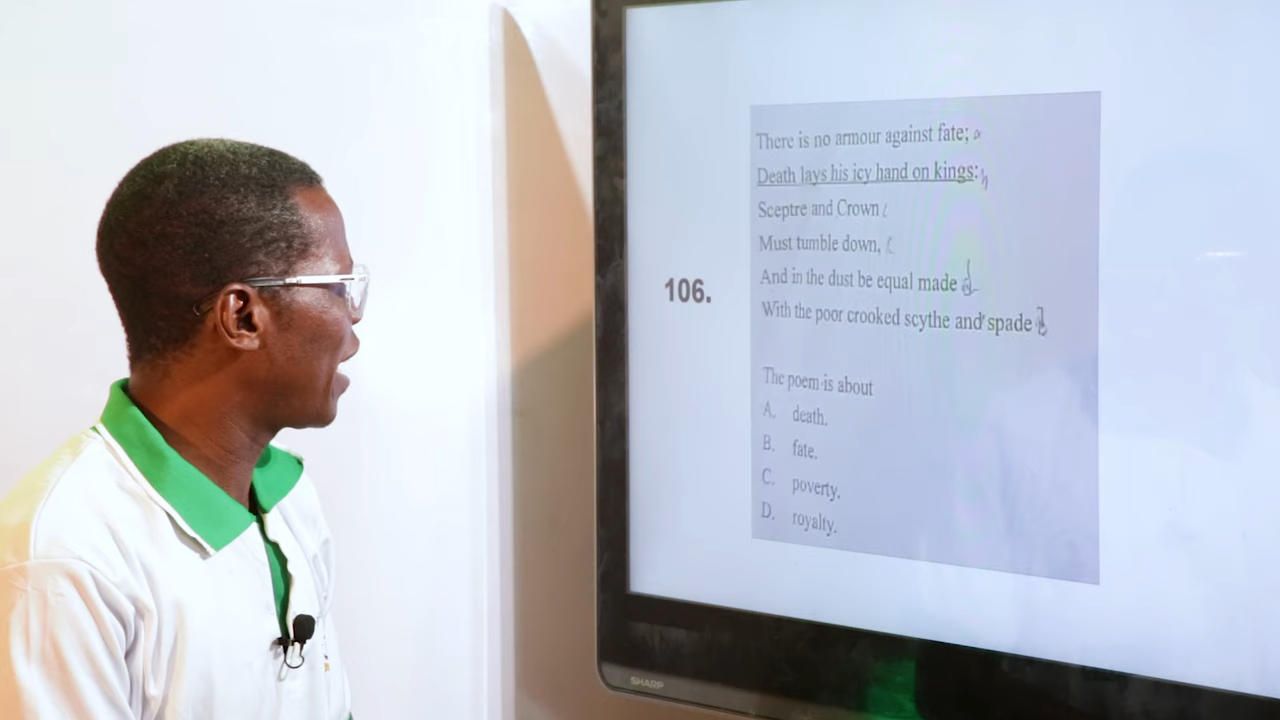 There is no armour against fate; a
Death lays his icy hand on kings: b
Sceptre and Crown c
Must tumble down, c
And in the dust be equal made d
With the poor crooked scythe and spade d
106.
The poem is about
A. death.
B. fate.
C. poverty.
D. royalty.
SHARP